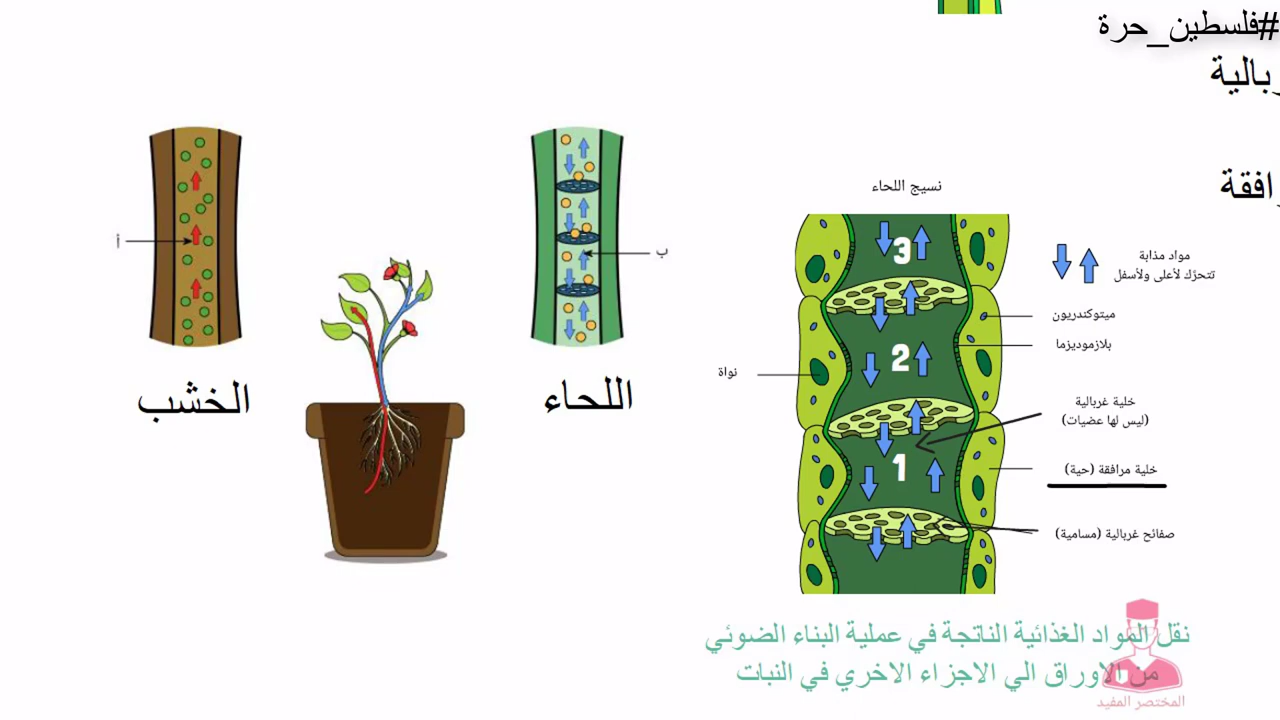 #فلسطين_حرة
نسيج اللحاء
مواد مذابة
تتحرّك لأعلى ولأسفل
ميتوكندريون
بلازموديزما
نواة
خلية غربالية
(ليس لها عضيات)
خلية مرافقة (حية)
صفائح غربالية (مسامية)
3
2
1
أ
ب
الخشب
اللحاء
نقل المواد الغذائية الناتجة في عملية البناء الضوئي
من الاوراق الي الاجزاء الاخري في النبات
المختصر المفيد